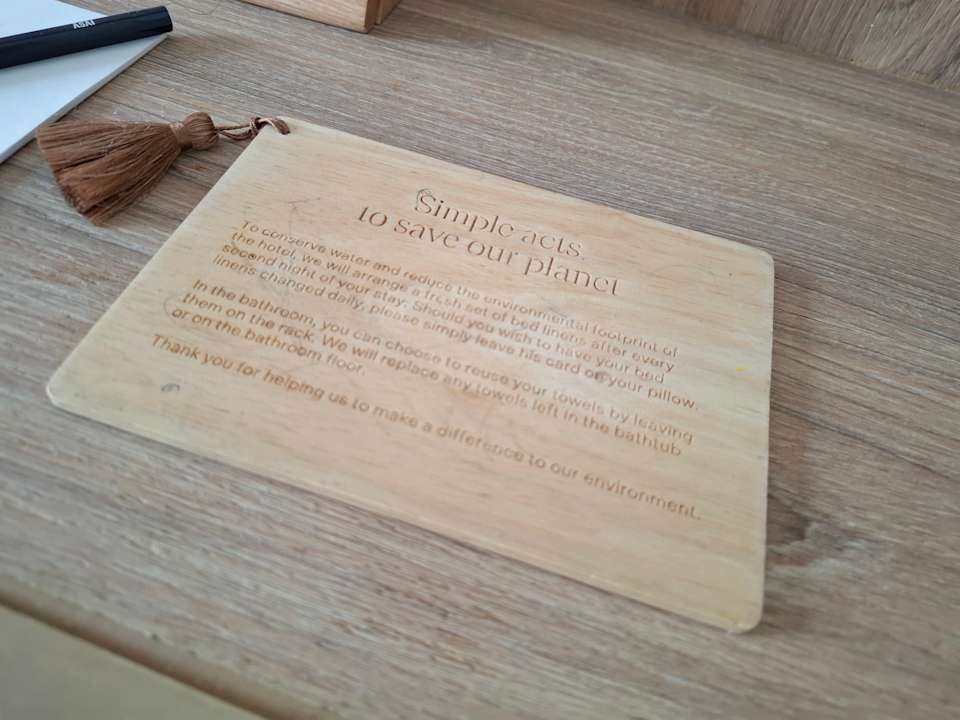 Simple acts
to save our planet
To conserve water and reduce the environmental footprint of
the hotel, we will arrange a fresh set of bed linens after every
second night of your stay. Should you wish to have your bed
linens changed daily, please simply leave his card on your pillow.
In the bathroom, you can choose to reuse your towels by leaving
them on the rack. We will replace any towels left in the bathtub
or on the bathroom floor.
Thank you for helping us to make a difference to our environment.